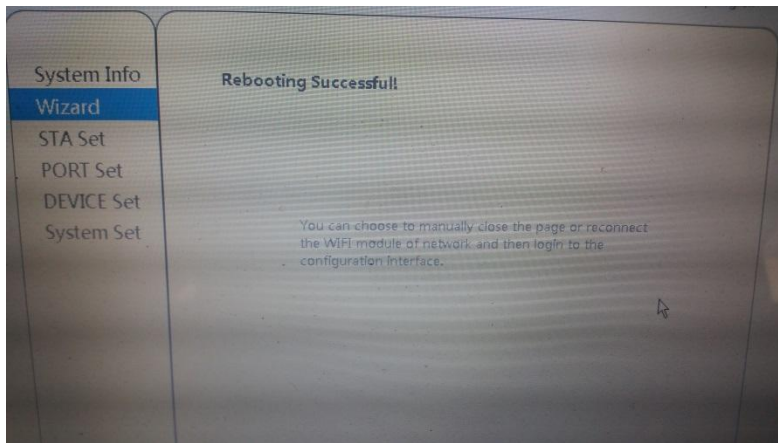 System Info
Wizard
STA Set
PORT Set
DEVICE Set
System Set
Rebooting Successful!
You can choose to manually close the page or reconnect
the WIFI module of network and then login to the
configuration interface.